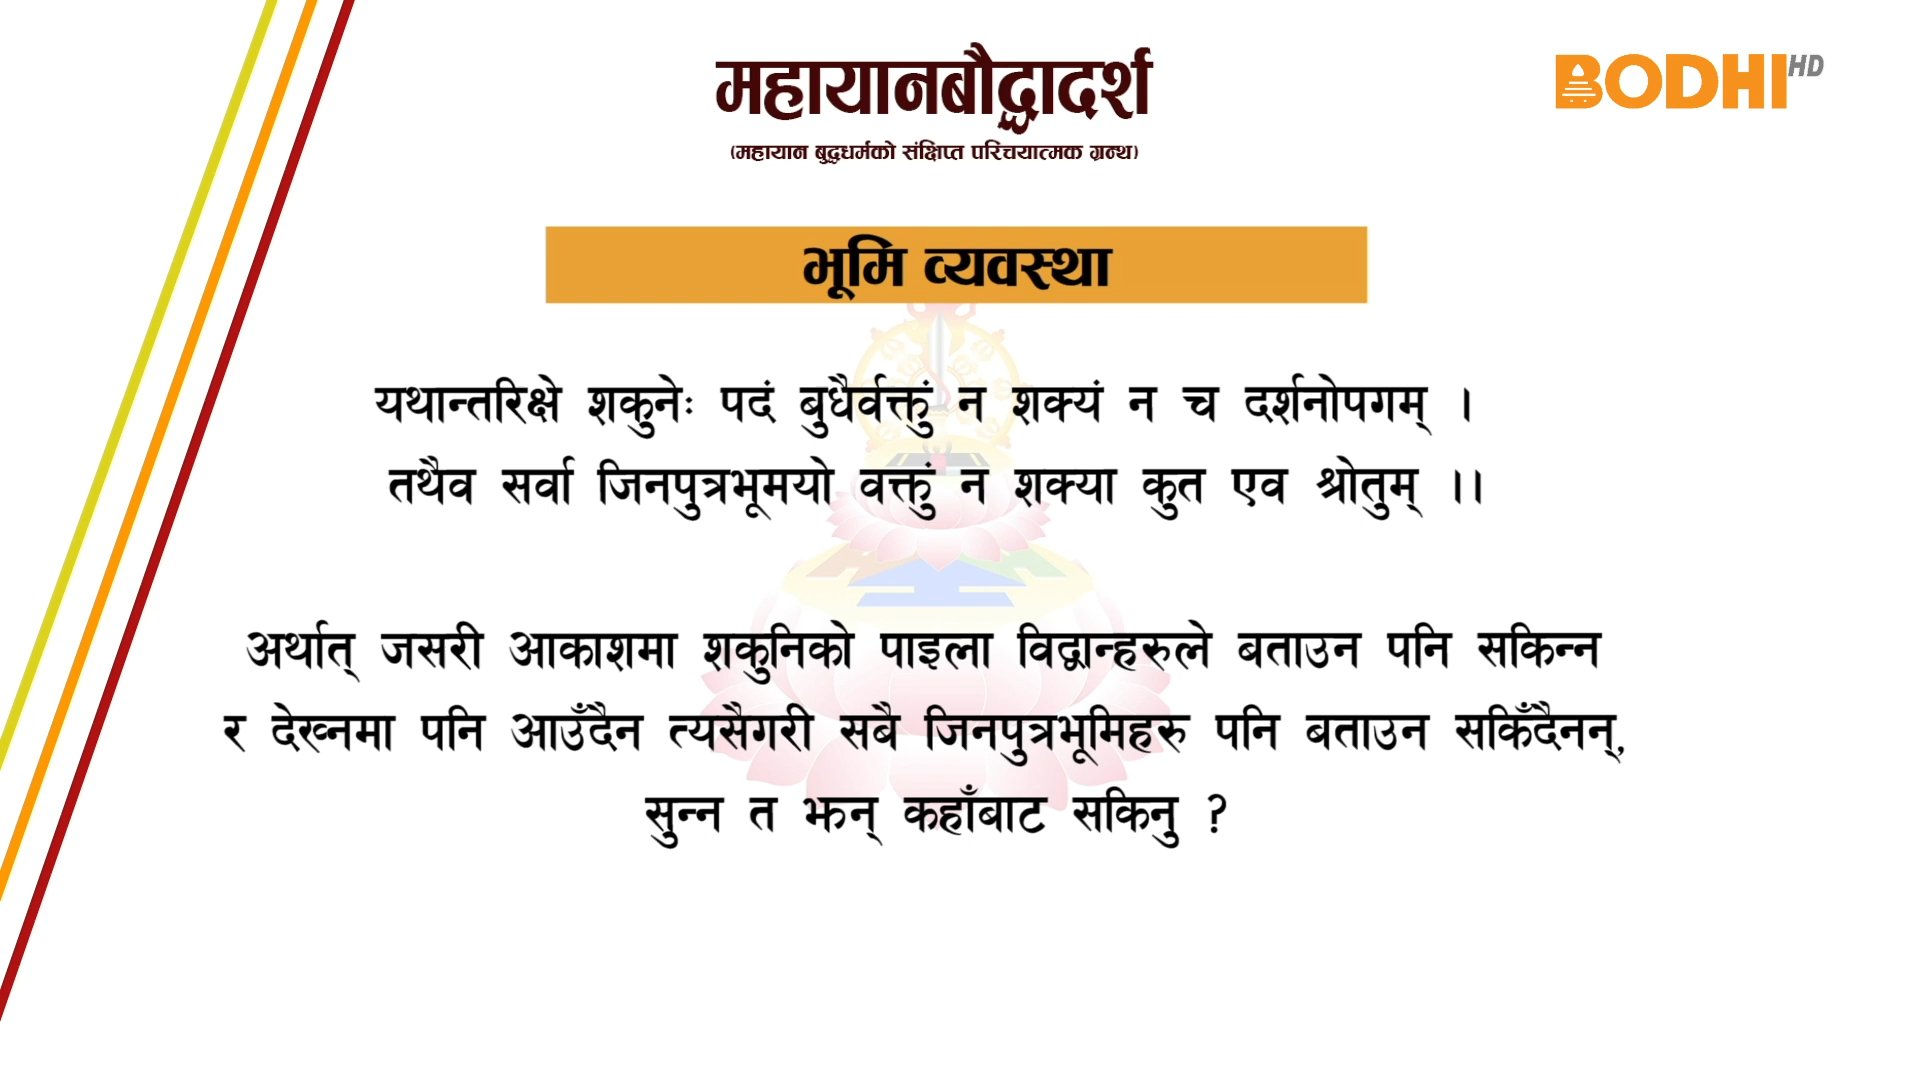 महायानबौद्धादर्श
BODHI HD
(महायान बुद्धधर्मको संक्षिप्त परिचयात्मक ग्रन्थ)
भूमि व्यवस्था
यथान्तरिक्षे शकुनेः पदं बुधैर्वक्तुं न शक्यं न च दर्शनोपगम् ।
तथैव सर्वा जिनपुत्रभूमयो वक्तुं न शक्या कुत एव श्रोतुम् ।।
अर्थात् जसरी आकाशमा शकुनिको पाइला विद्वान्हरुले बताउन पनि सकिन्न
र देख्नमा पनि आउँदैन त्यसैगरी सबै जिनपुत्रभूमिहरु पनि बताउन सकिँदैनन्,
सुन्न त झन् कहाँबाट सकिनु ?